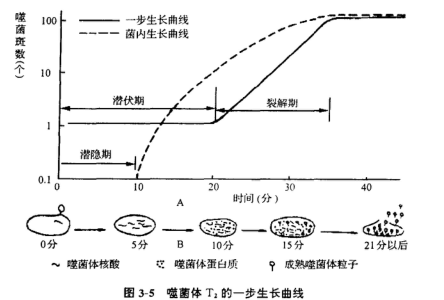 噬菌斑数(个)
100
10
1
0.1
一步生长曲线
菌内生长曲线
潜伏期
裂解期
潜隐期
0 10 20 30 40
A 时间(分)
0分 5分 B 10分 15分 21分以后
噬菌体核酸 噬菌体蛋白质 成熟噬菌体粒子
图 3-5 噬菌体 T₂ 的一步生长曲线